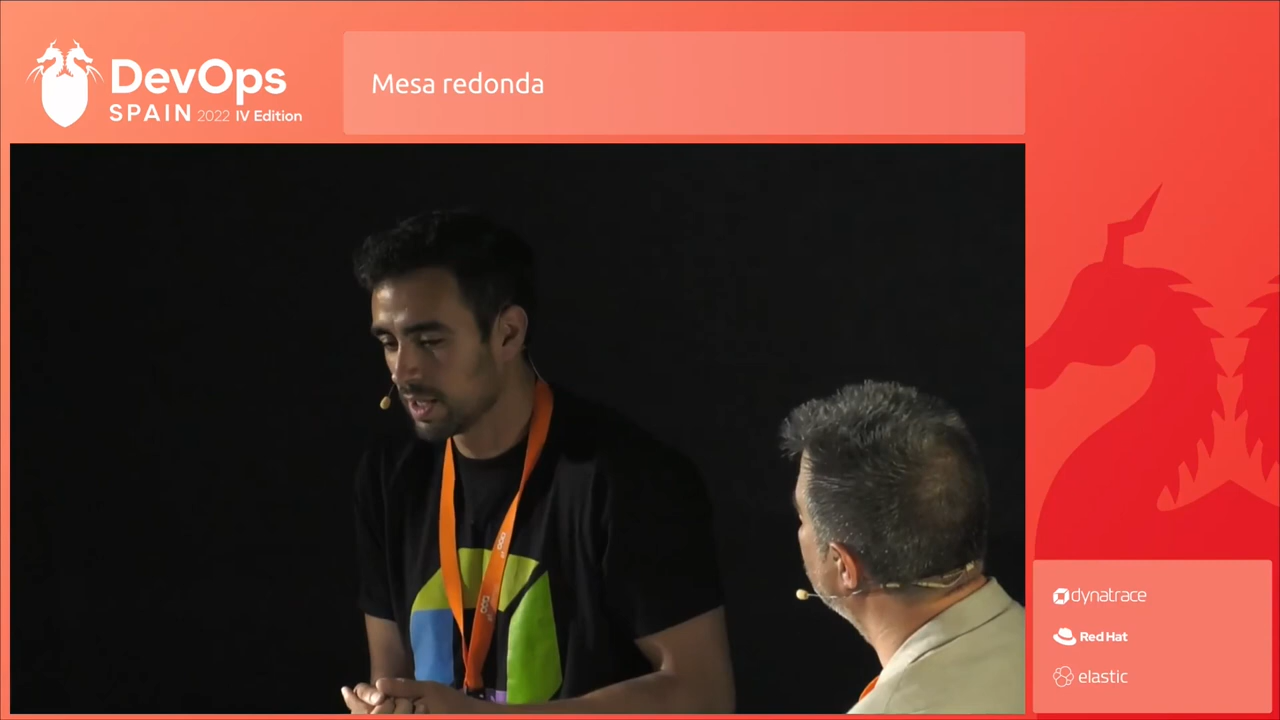 DevOps
SPAIN 2022 IV Edition
Mesa redonda
dynatrace
Red Hat
elastic